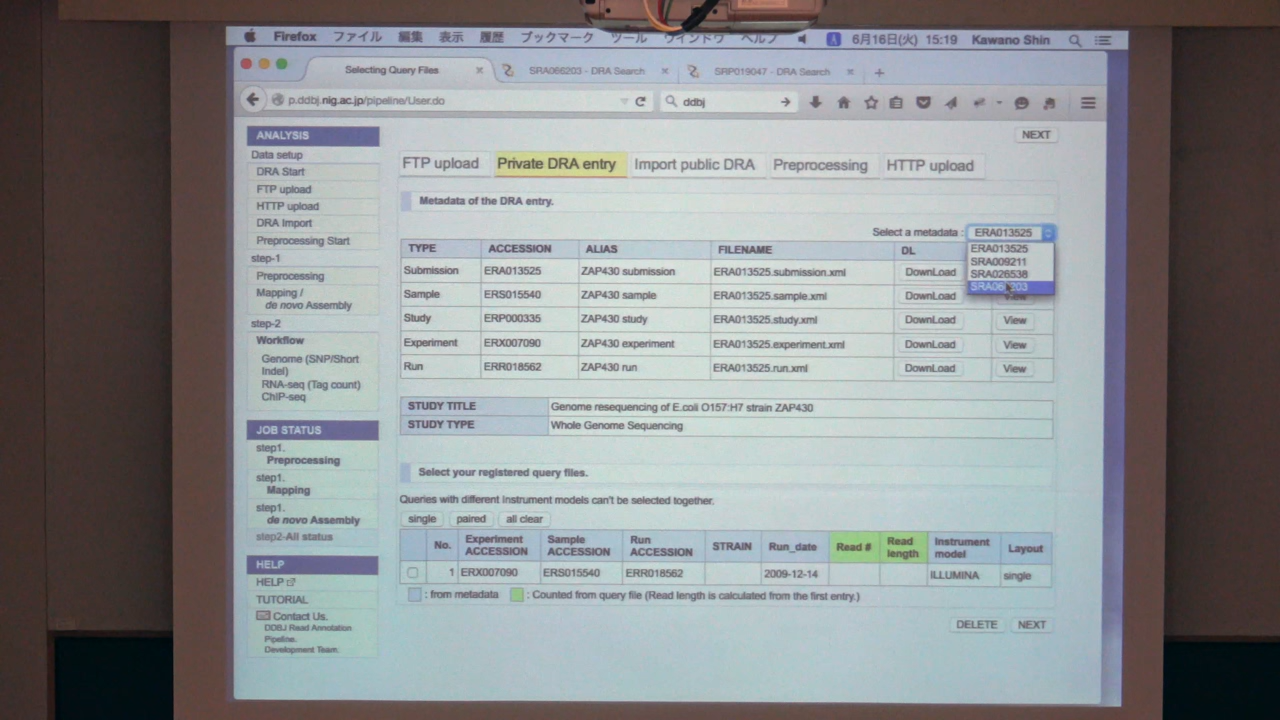 Firefox ファイル 編集 表示 履歴 ブックマーク ツール ウインドウ ヘルプ 6月16日(火) 15:19 Kawano Shin
Selecting Query Files SRA066203 - DRA Search SRP019047 - DRA Search
p.ddbj.nig.ac.jp/pipeline/User.do ddbj
ANALYSIS
Data setup
DRA Start
FTP upload
HTTP upload
DRA Import
Preprocessing Start
step-1
Preprocessing
Mapping /
de novo Assembly
step-2
Workflow
Genome (SNP/Short
Indel)
RNA-seq (Tag count)
ChIP-seq
JOB STATUS
step1.
Preprocessing
step1.
Mapping
step1.
de novo Assembly
step2-All status
HELP
HELP
TUTORIAL
Contact Us.
DDBJ Read Annotation
Pipeline.
Development Team.
NEXT
FTP upload Private DRA entry Import public DRA Preprocessing HTTP upload
Metadata of the DRA entry.
Select a metadata : ERA013525
ERA013525
SRA009211
SRA026538
TYPE ACCESSION ALIAS FILENAME DL
Submission ERA013525 ZAP430 submission ERA013525.submission.xml DownLoad
Sample ERS015540 ZAP430 sample ERA013525.sample.xml DownLoad View
Study ERP000335 ZAP430 study ERA013525.study.xml DownLoad View
Experiment ERX007090 ZAP430 experiment ERA013525.experiment.xml DownLoad View
Run ERR018562 ZAP430 run ERA013525.run.xml DownLoad View
STUDY TITLE Genome resequencing of E.coli O157:H7 strain ZAP430
STUDY TYPE Whole Genome Sequencing
Select your registered query files.
Queries with different Instrument models can't be selected together.
single paired all clear
No. Experiment ACCESSION Sample ACCESSION Run ACCESSION STRAIN Run_date Read # Read length Instrument model Layout
1 ERX007090 ERS015540 ERR018562 2009-12-14 ILLUMINA single
: from metadata : Counted from query file (Read length is calculated from the first entry.)
DELETE NEXT